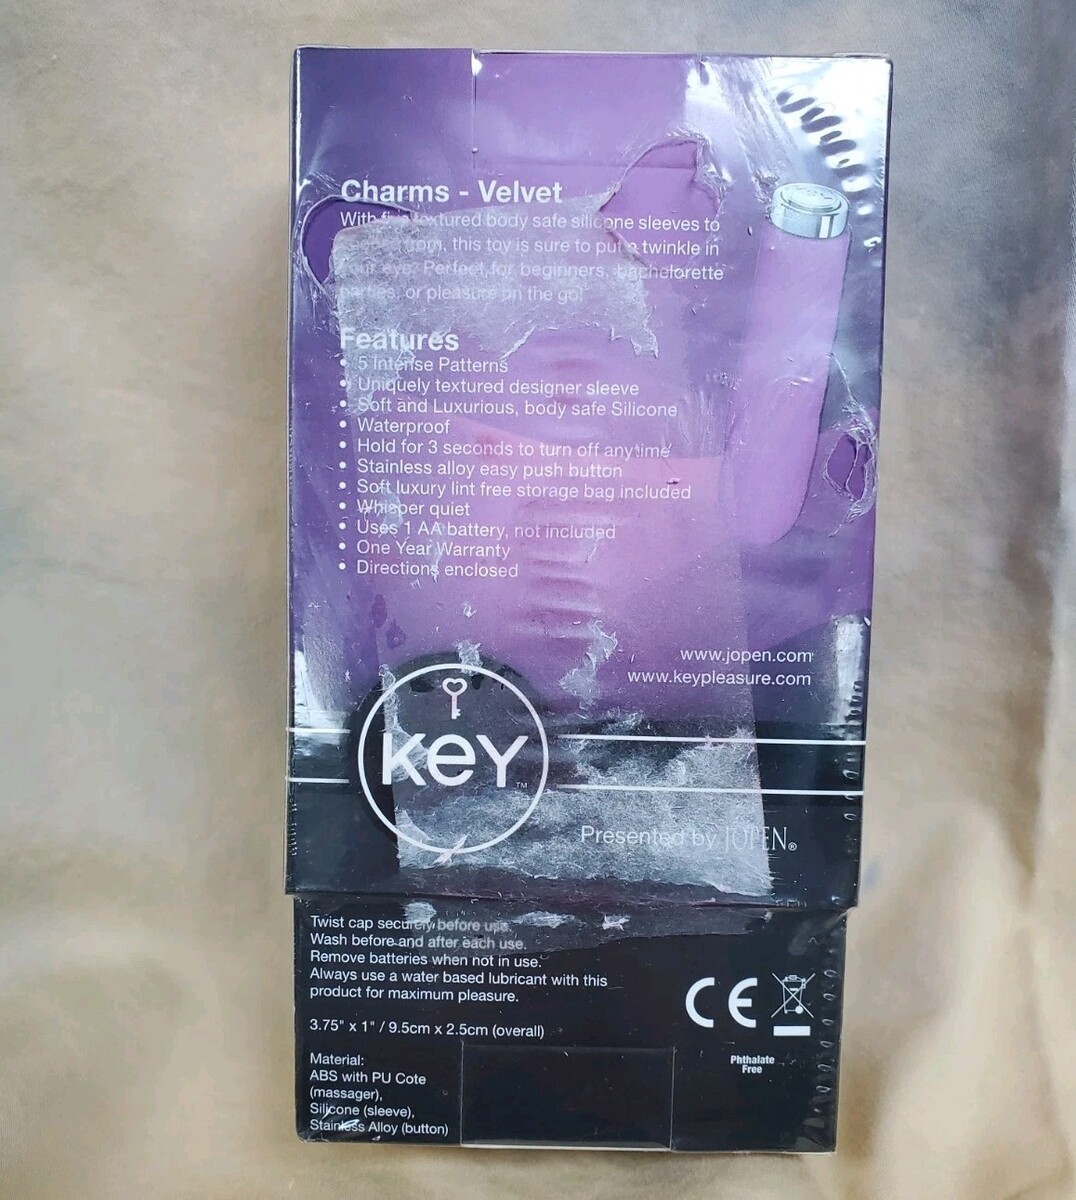 Charms - Velvet
With five textured body safe silicone sleeves to
from, this toy is sure to put a twinkle in
your eye. Perfect for beginners, bachelorette
parties, or pleasure on the go!
Features
• 5 Intense Patterns
• Uniquely textured designer sleeve
• Soft and Luxurious, body safe Silicone
• Waterproof
• Hold for 3 seconds to turn off anytime
• Stainless alloy easy push button
• Soft luxury lint free storage bag included
• Whisper quiet
• Uses 1 AA battery, not included
• One Year Warranty
• Directions enclosed
www.jopen.com
www.keypleasure.com
key™
Presented by JOPEN®
Twist cap securely before use.
Wash before and after each use.
Remove batteries when not in use.
Always use a water based lubricant with this
product for maximum pleasure.
3.75" x 1" / 9.5cm x 2.5cm (overall)
Material:
ABS with PU Cote
(massager),
Silicone (sleeve),
Stainless Alloy (button)
CE
Phthalate
Free